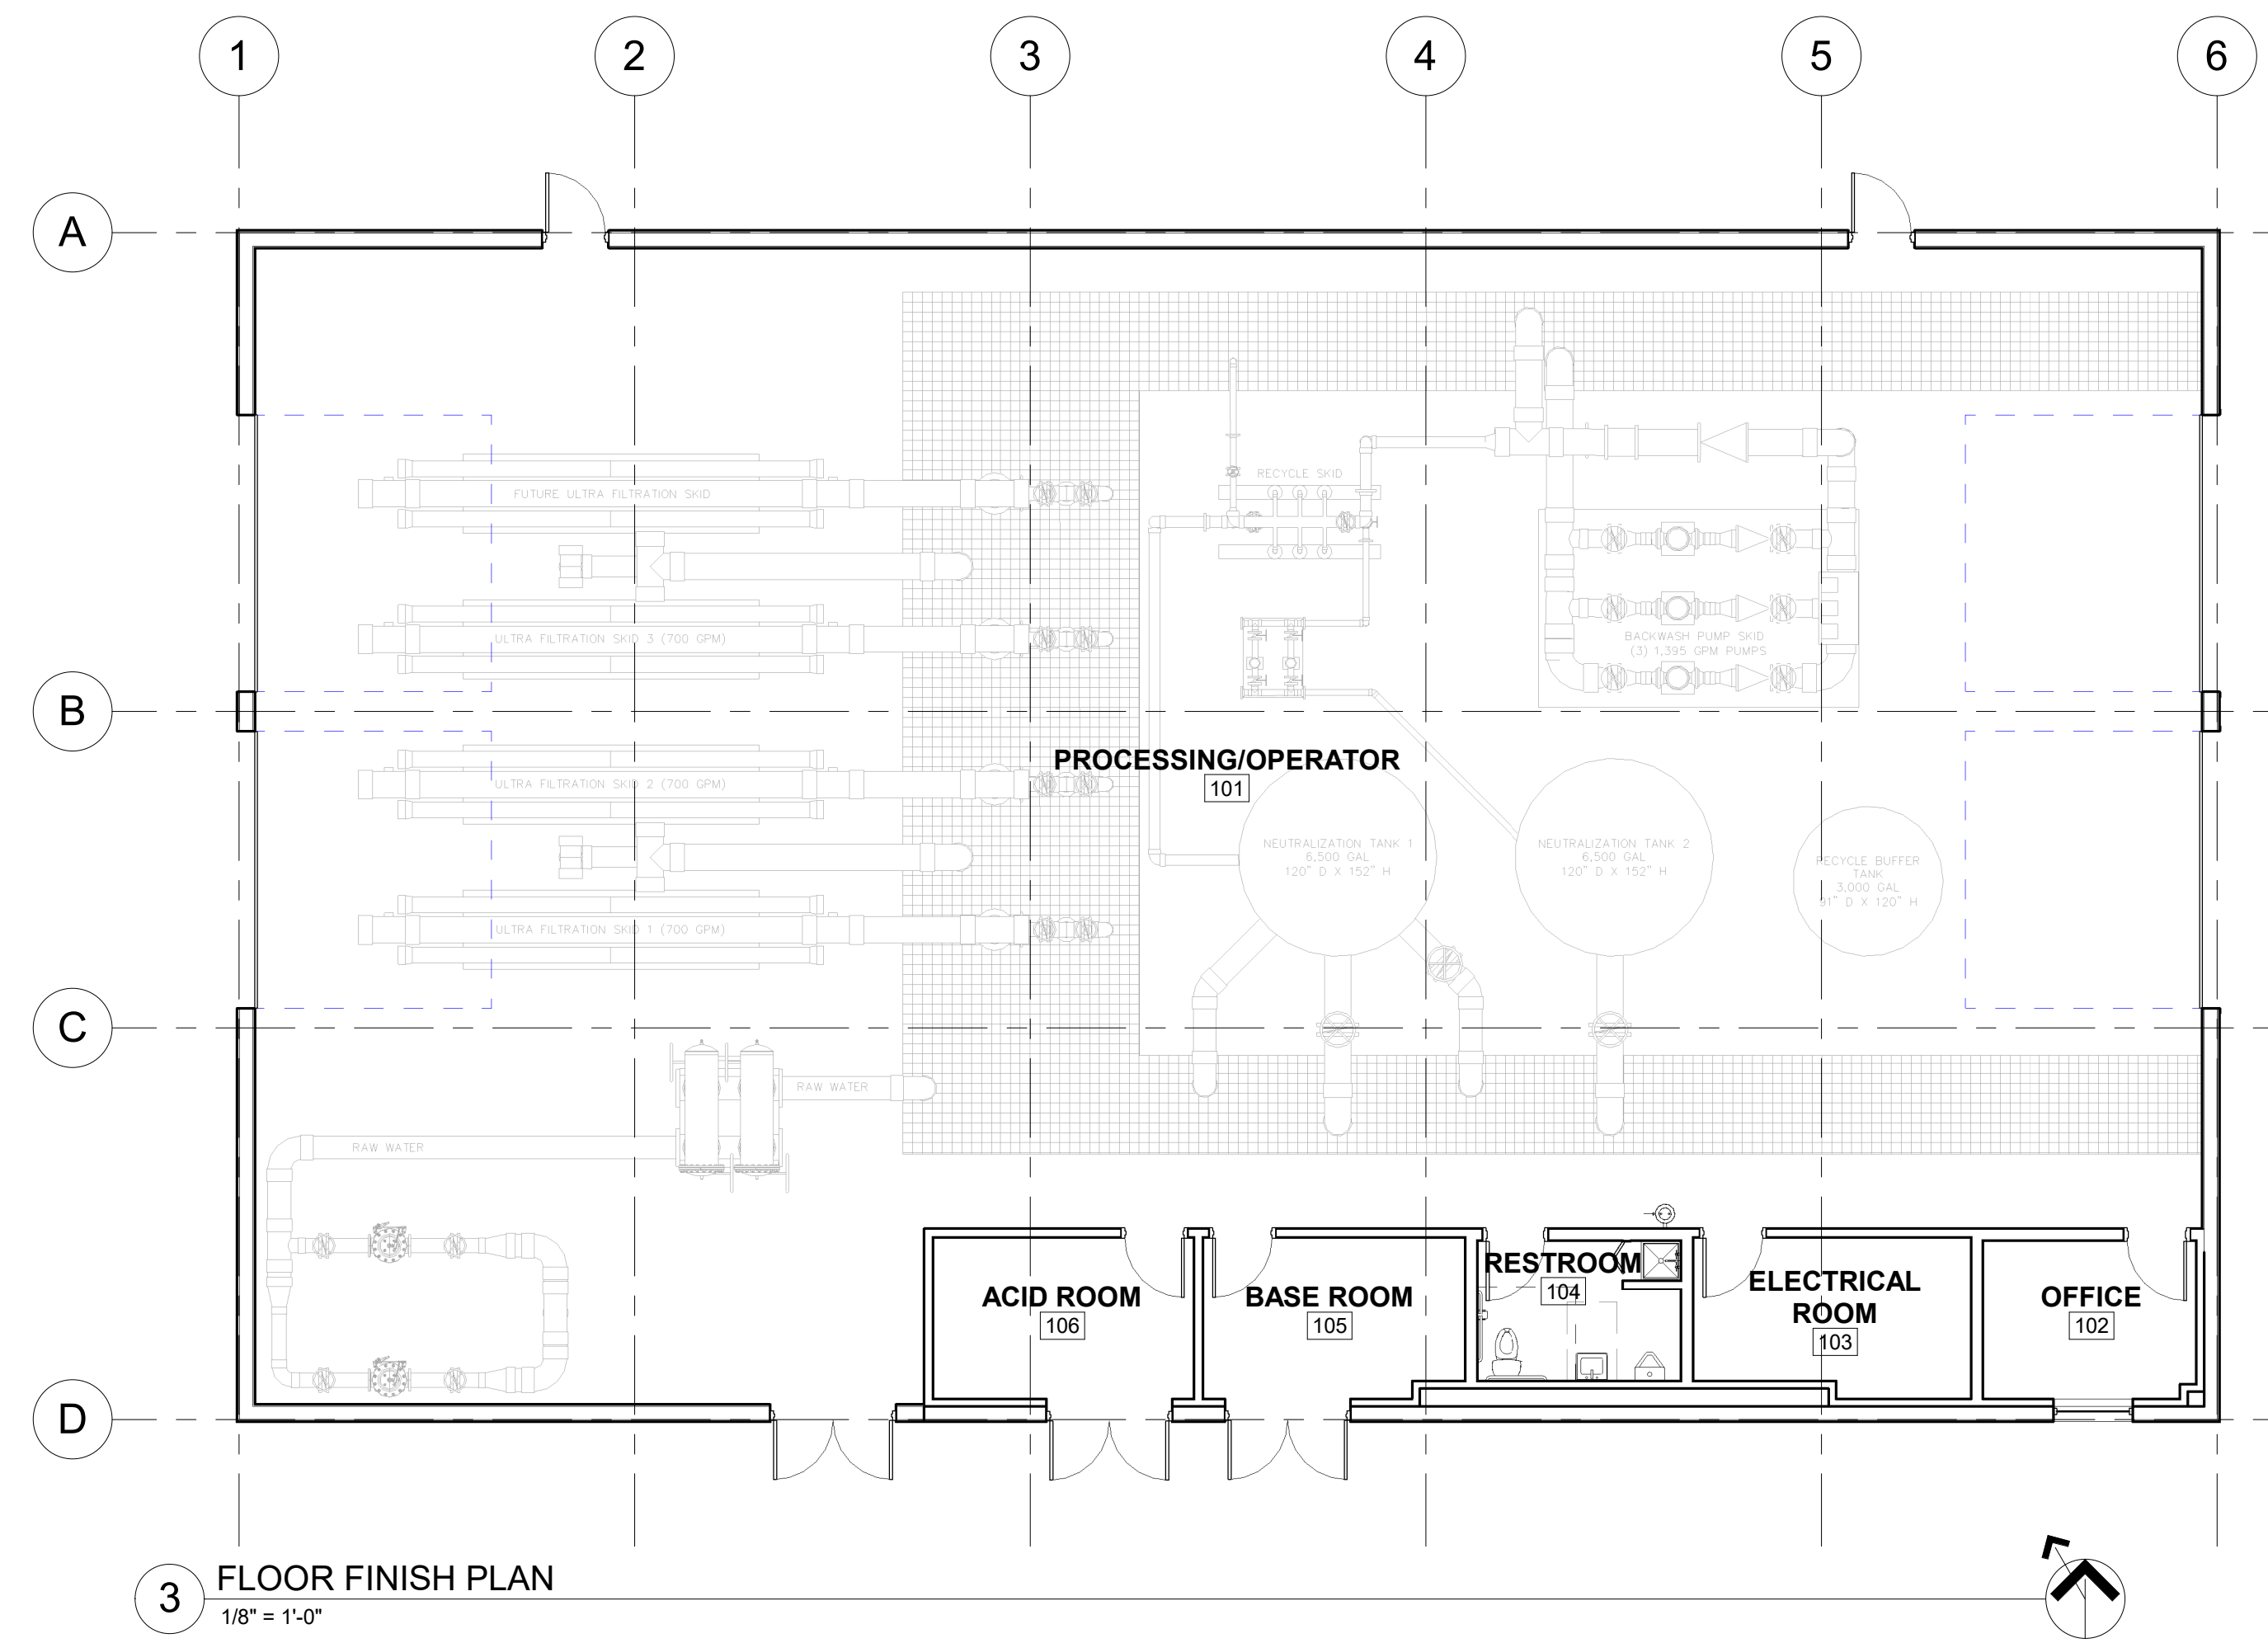 1 2 3 4 5 6
A
B
C
D
FUTURE ULTRA FILTRATION SKID
RECYCLE SKID
ULTRA FILTRATION SKID 3 (700 GPM)
BACKWASH PUMP SKID
(3) 1,395 GPM PUMPS
PROCESSING/OPERATOR
101
ULTRA FILTRATION SKID 2 (700 GPM)
NEUTRALIZATION TANK 1
6,500 GAL
120" D X 152" H
NEUTRALIZATION TANK 2
6,500 GAL
120" D X 152" H
RECYCLE BUFFER
TANK
3,000 GAL
91" D X 120" H
ULTRA FILTRATION SKID 1 (700 GPM)
RAW WATER
RAW WATER
ACID ROOM
106
BASE ROOM
105
RESTROOM
104
ELECTRICAL
ROOM
103
OFFICE
102
3
FLOOR FINISH PLAN
1/8" = 1'-0"